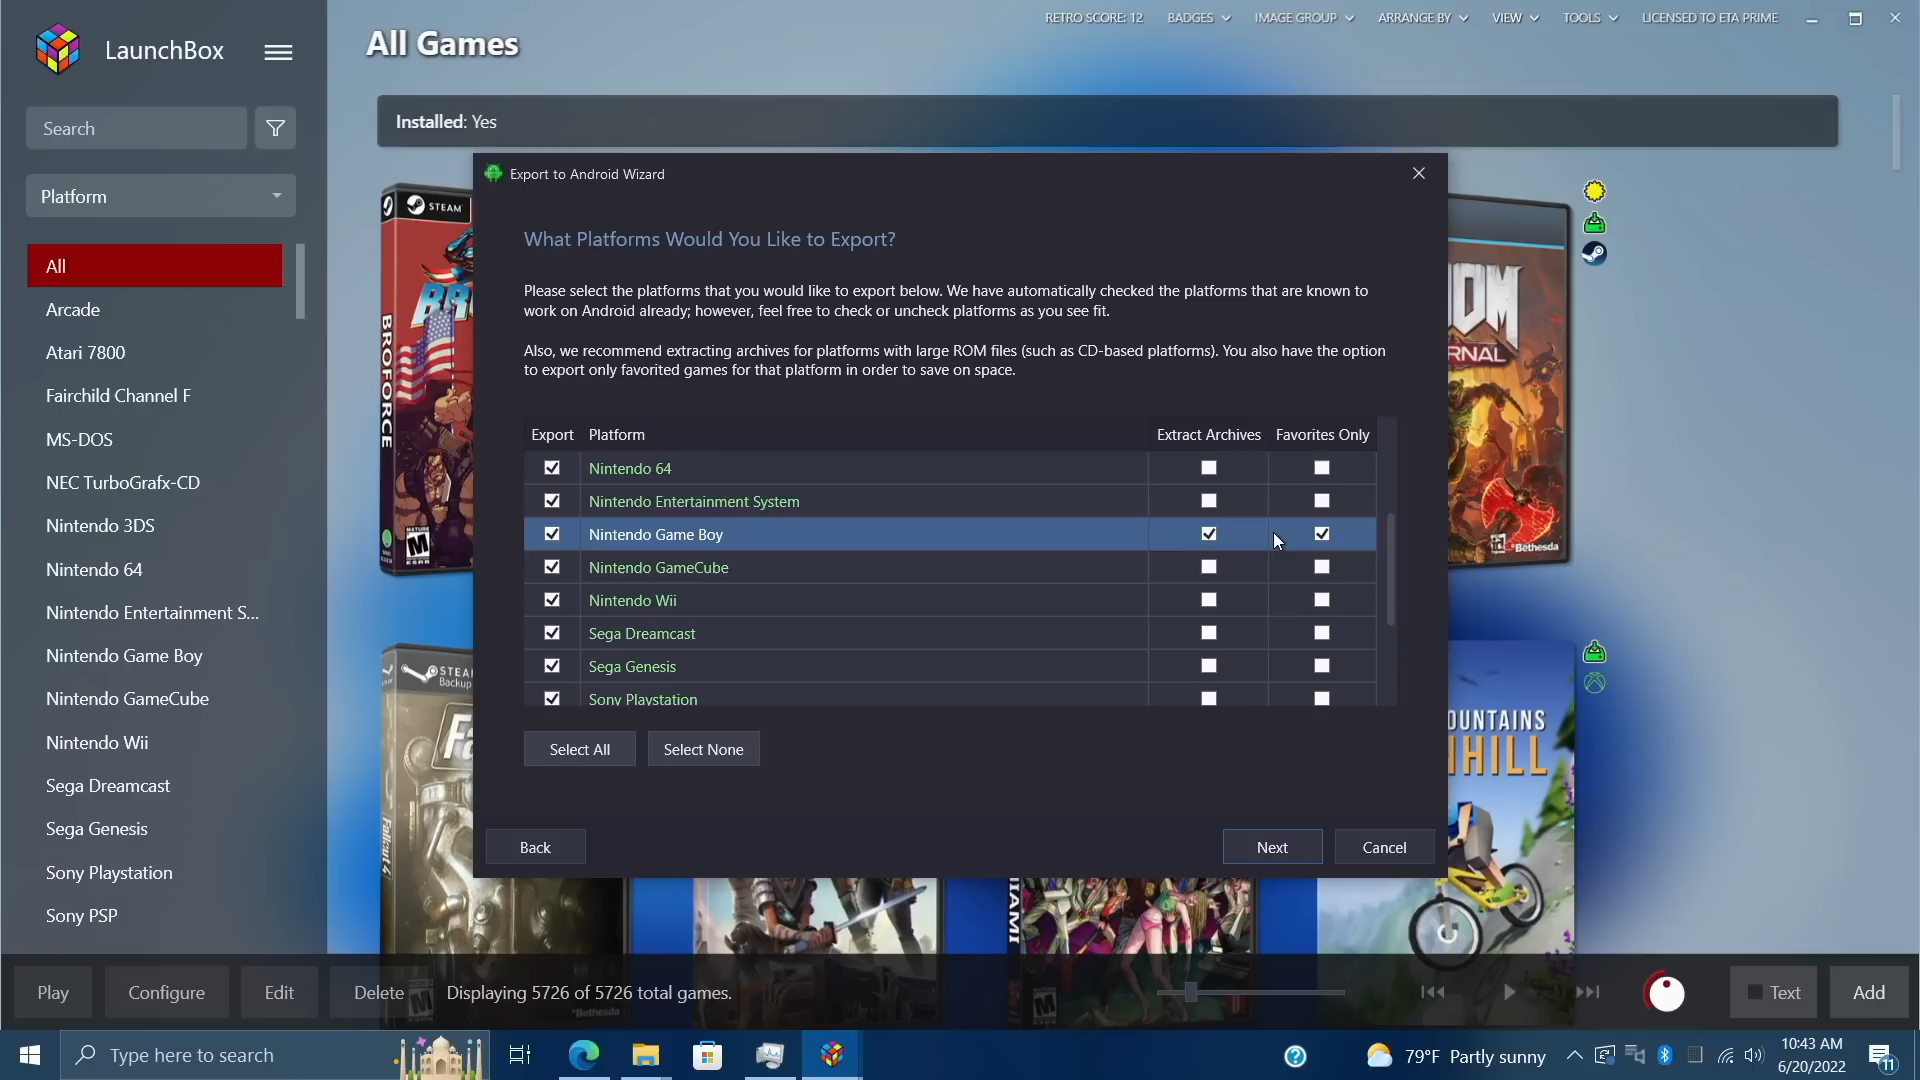 RETRO SCORE: 12
BADGES
IMAGE GROUP
ARRANGE BY
VIEW
TOOLS
LICENSED TO ETA PRIME
LaunchBox
All Games
Search
Installed: Yes
Platform
All
Arcade
Atari 7800
Fairchild Channel F
MS-DOS
NEC TurboGrafx-CD
Nintendo 3DS
Nintendo 64
Nintendo Entertainment S...
Nintendo Game Boy
Nintendo GameCube
Nintendo Wii
Sega Dreamcast
Sega Genesis
Sony Playstation
Sony PSP
STEAM
BROFORCE
Export to Android Wizard
What Platforms Would You Like to Export?
Please select the platforms that you would like to export below. We have automatically checked the platforms that are known to
work on Android already; however, feel free to check or uncheck platforms as you see fit.
Also, we recommend extracting archives for platforms with large ROM files (such as CD-based platforms). You also have the option
to export only favorited games for that platform in order to save on space.
Export Platform Extract Archives Favorites Only
Nintendo 64
Nintendo Entertainment System
Nintendo Game Boy
Nintendo GameCube
Nintendo Wii
Sega Dreamcast
Sega Genesis
Sony Playstation
Select All
Select None
Back
Next
Cancel
Bethesda
OUNTAINS
NHILL
Fallout 4
IIAMI
Play
Configure
Edit
Delete
Displaying 5726 of 5726 total games.
Text
Add
Type here to search
79°F Partly sunny
10:43 AM
6/20/2022
11